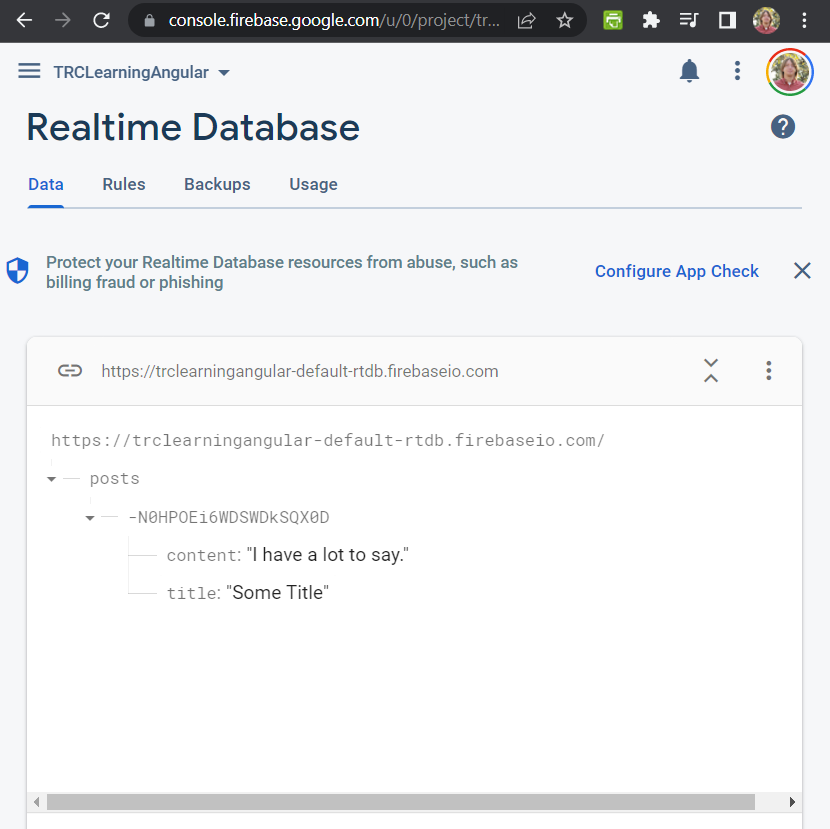 console.firebase.google.com/u/0/project/tr...
TRCLearningAngular
Realtime Database
?
Data Rules Backups Usage
Protect your Realtime Database resources from abuse, such as
billing fraud or phishing
Configure App Check
https://trclearningangular-default-rtdb.firebaseio.com
https://trclearningangular-default-rtdb.firebaseio.com/
posts
-N0HPOEi6WDSWDkSQX0D
content: "I have a lot to say."
title: "Some Title"